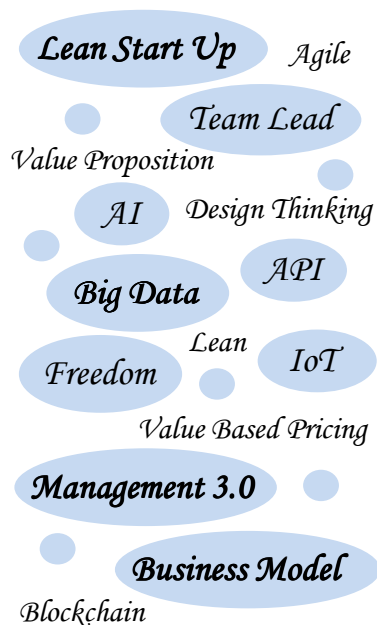 Lean Start Up
Agile
Team Lead
Value Proposition
AI
Design Thinking
API
Big Data
Lean
IoT
Freedom
Value Based Pricing
Management 3.0
Business Model
Blockchain